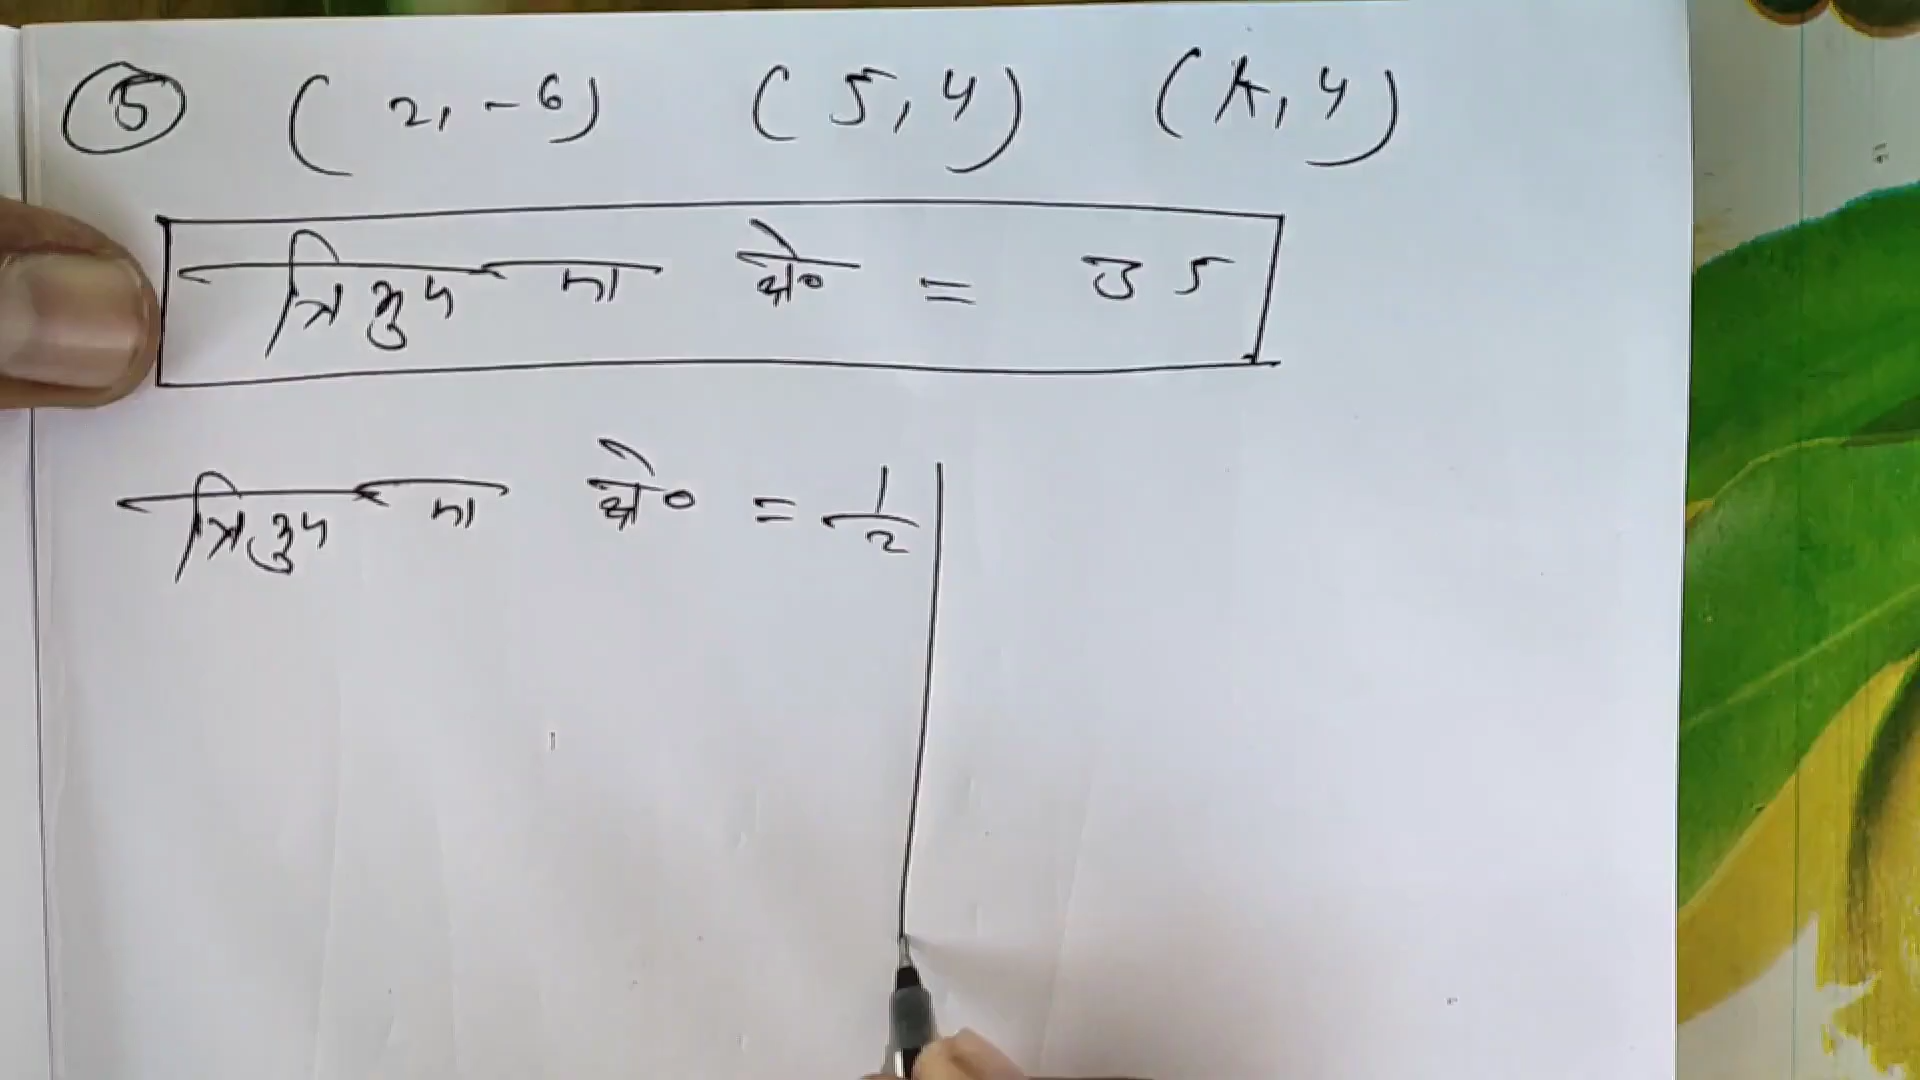 ⑤ (2, -6) (5, 4) (k, 4)
त्रिभुज का क्षे० = 35
त्रिभुज का क्षे० = 1/2 |